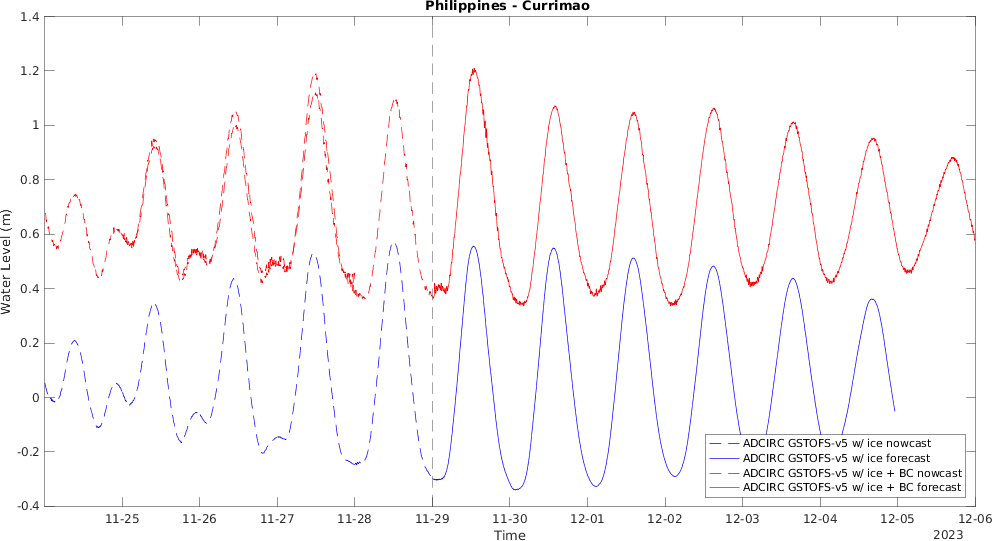 Philippines - Currimao
1.4
1.2
1
0.8
0.6
0.4
0.2
0
-0.2
-0.4
Water Level (m)
ADCIRC GSTOFS-v5 w/ ice nowcast
ADCIRC GSTOFS-v5 w/ ice forecast
ADCIRC GSTOFS-v5 w/ ice + BC nowcast
ADCIRC GSTOFS-v5 w/ ice + BC forecast
11-25 11-26 11-27 11-28 11-29 11-30 12-01 12-02 12-03 12-04 12-05 12-06
Time
2023